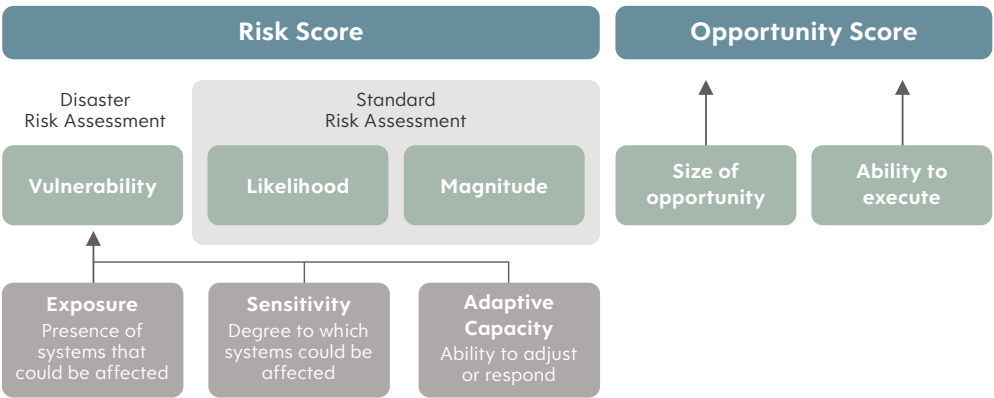 Risk Score
Opportunity Score
Disaster
Risk Assessment
Standard
Risk Assessment
Vulnerability
Likelihood
Magnitude
Size of
opportunity
Ability to
execute
Exposure
Presence of
systems that
could be affected
Sensitivity
Degree to which
systems could be
affected
Adaptive
Capacity
Ability to adjust
or respond